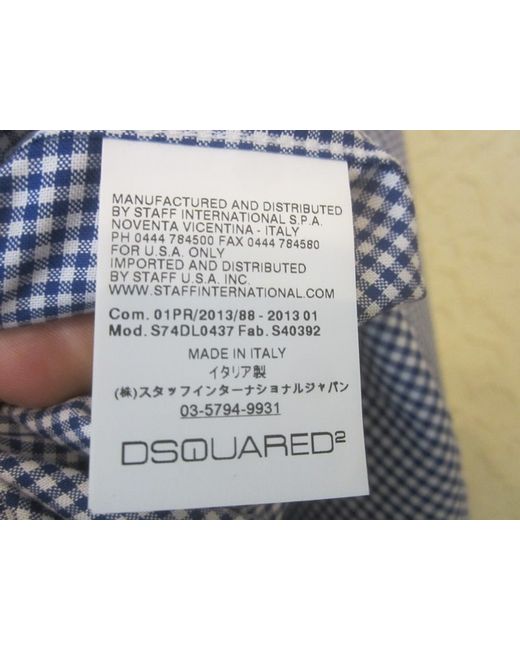 MANUFACTURED AND DISTRIBUTED
BY STAFF INTERNATIONAL S.P.A.
NOVENTA VICENTINA - ITALY
PH 0444 784500 FAX 0444 784580
FOR U.S.A. ONLY
IMPORTED AND DISTRIBUTED
BY STAFF U.S.A. INC.
WWW.STAFFINTERNATIONAL.COM
Com. 01PR/2013/88 - 2013 01
Mod. S74DL0437 Fab. S40392
MADE IN ITALY
イタリア製
(株)スタッフインターナショナルジャパン
03-5794-9931
DSQUARED²